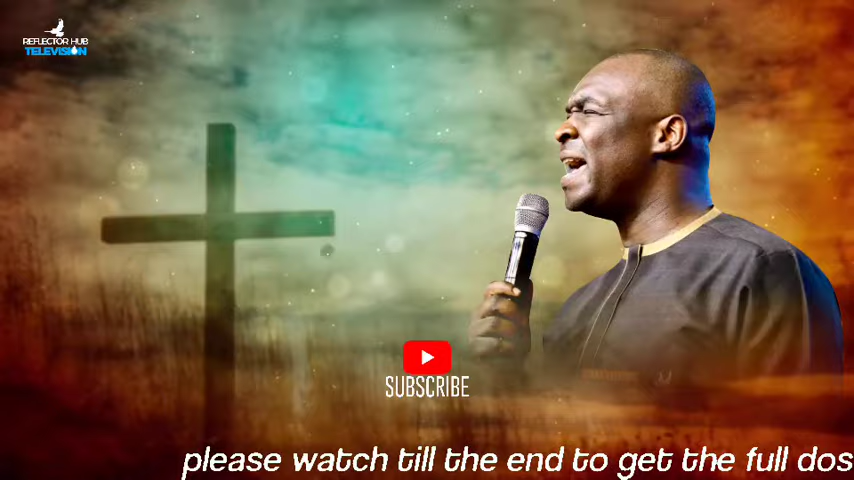 REFLECTOR HUB
TELEVISION
SUBSCRIBE
please watch till the end to get the full dos